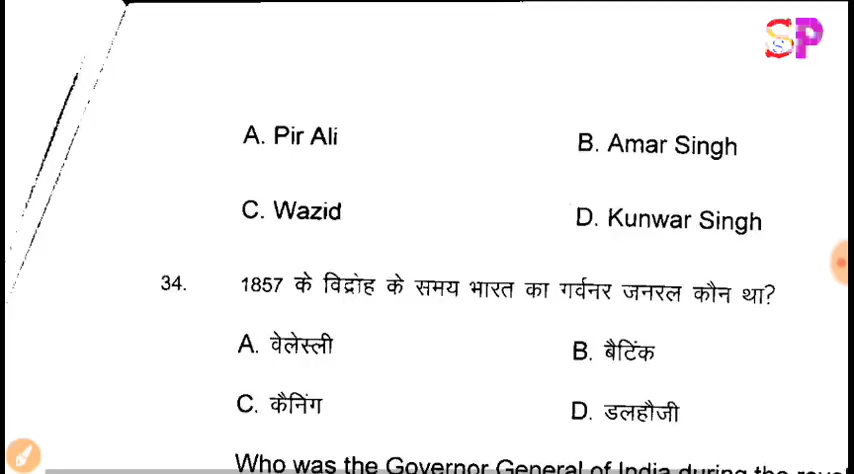 SP
A. Pir Ali B. Amar Singh
C. Wazid D. Kunwar Singh
34. 1857 के विद्रोह के समय भारत का गर्वनर जनरल कौन था?
A. वेलेस्ली B. बैटिंक
C. कैनिंग D. डलहौजी
Who was the Governor General of India during the